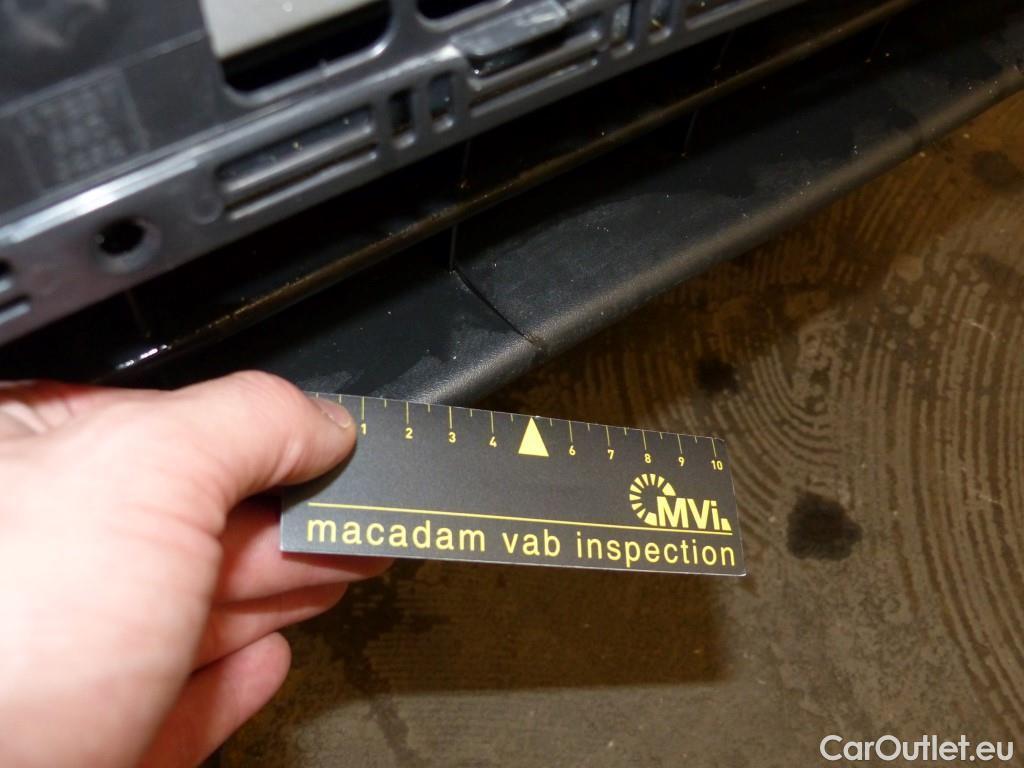 1 2 3 4 6 7 8 9 10
MVi
macadam vab inspection
CarOutlet.eu